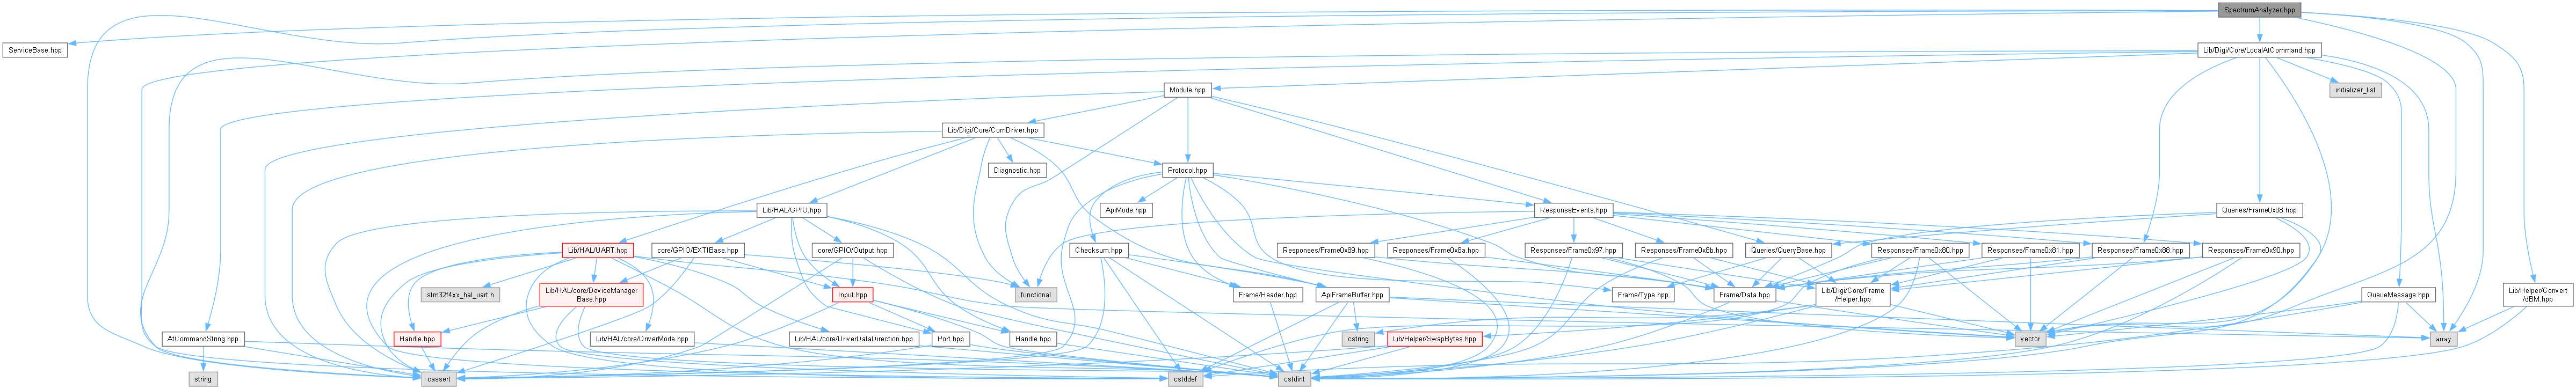 SpectrumAnalyzer.hpp
ServiceBase.hpp
Lib/Digi/Core/LocalAtCommand.hpp
Module.hpp
initializer_list
Lib/Digi/Core/ComDriver.hpp
Diagnostic.hpp
Protocol.hpp
Lib/HAL/GPIO.hpp
ApiMode.hpp
ResponseEvents.hpp
Queries/Frame0x08.hpp
Lib/HAL/UART.hpp
core/GPIO/EXTIBase.hpp
core/GPIO/Output.hpp
Checksum.hpp
Responses/Frame0x89.hpp
Responses/Frame0x8a.hpp
Responses/Frame0x97.hpp
Responses/Frame0x8b.hpp
Queries/QueryBase.hpp
Responses/Frame0x80.hpp
Responses/Frame0x81.hpp
Responses/Frame0x88.hpp
Responses/Frame0x90.hpp
stm32f4xx_hal_uart.h
Lib/HAL/core/DeviceManager
Base.hpp
Input.hpp
functional
Frame/Header.hpp
ApiFrameBuffer.hpp
Frame/Type.hpp
Frame/Data.hpp
Lib/Digi/Core/Frame
/Helper.hpp
QueueMessage.hpp
Lib/Helper/Convert
/dBM.hpp
AtCommandString.hpp
Handle.hpp
Lib/HAL/core/DriverMode.hpp
Lib/HAL/core/DriverDataDirection.hpp
Port.hpp
Handle.hpp
cstring
Lib/Helper/SwapBytes.hpp
vector
array
string
cassert
cstddef
cstdint